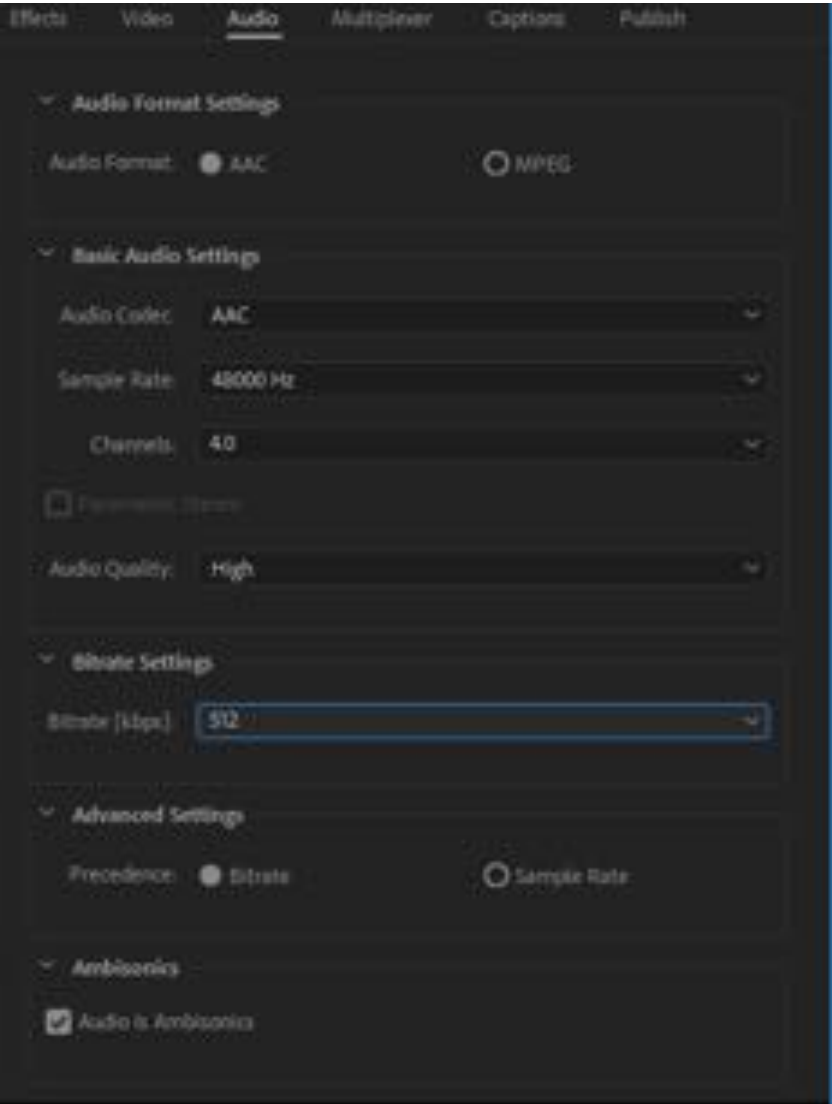 Effects Video Audio Multiplexer Captions Publish
Audio Format Settings
Audio Format: AAC MPEG
Basic Audio Settings
Audio Codec: AAC
Sample Rate: 48000 Hz
Channels: 4.0
Audio Quality: High
Bitrate Settings
Bitrate [kbps]: 512
Advanced Settings
Precedence: Bitrate Sample Rate
Ambisonics
Audio is Ambisonics